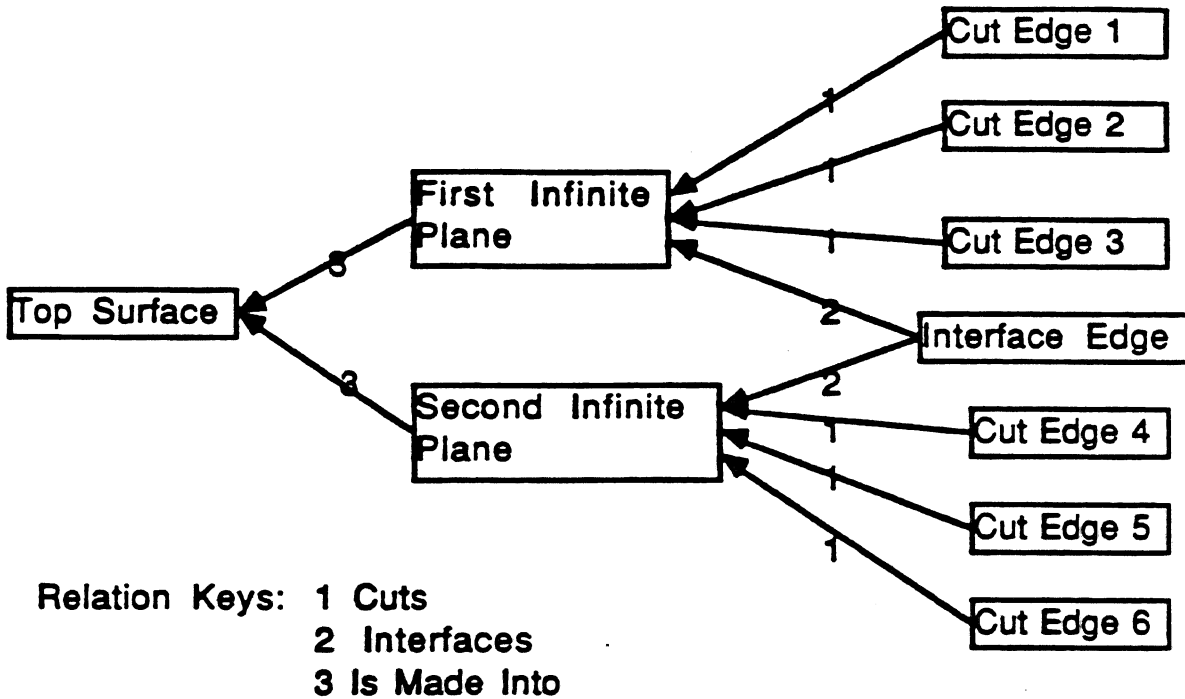 Cut Edge 1
1
Cut Edge 2
1
First Infinite
Plane
1
Cut Edge 3
3
Top Surface
2
Interface Edge
3
2
Second Infinite
Plane
1
Cut Edge 4
1
Cut Edge 5
1
Cut Edge 6
Relation Keys: 1 Cuts
2 Interfaces
3 Is Made Into